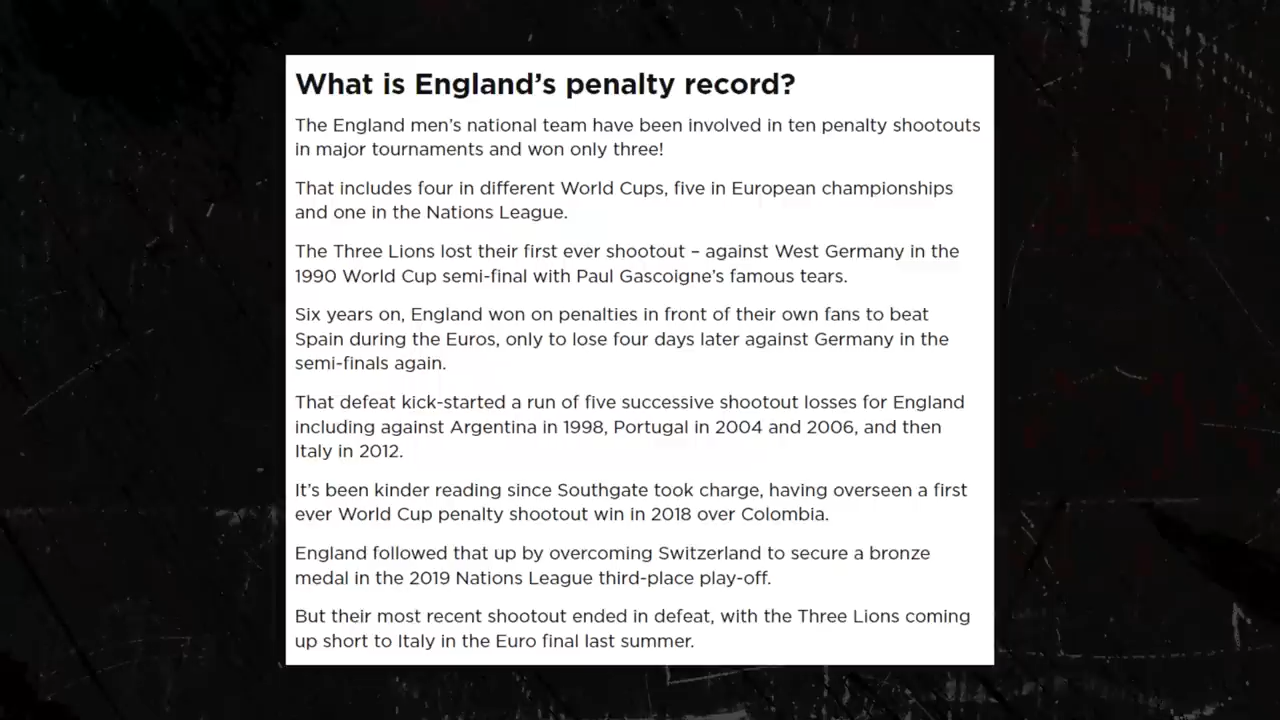 What is England’s penalty record?
The England men’s national team have been involved in ten penalty shootouts
in major tournaments and won only three!
That includes four in different World Cups, five in European championships
and one in the Nations League.
The Three Lions lost their first ever shootout – against West Germany in the
1990 World Cup semi-final with Paul Gascoigne’s famous tears.
Six years on, England won on penalties in front of their own fans to beat
Spain during the Euros, only to lose four days later against Germany in the
semi-finals again.
That defeat kick-started a run of five successive shootout losses for England
including against Argentina in 1998, Portugal in 2004 and 2006, and then
Italy in 2012.
It’s been kinder reading since Southgate took charge, having overseen a first
ever World Cup penalty shootout win in 2018 over Colombia.
England followed that up by overcoming Switzerland to secure a bronze
medal in the 2019 Nations League third-place play-off.
But their most recent shootout ended in defeat, with the Three Lions coming
up short to Italy in the Euro final last summer.